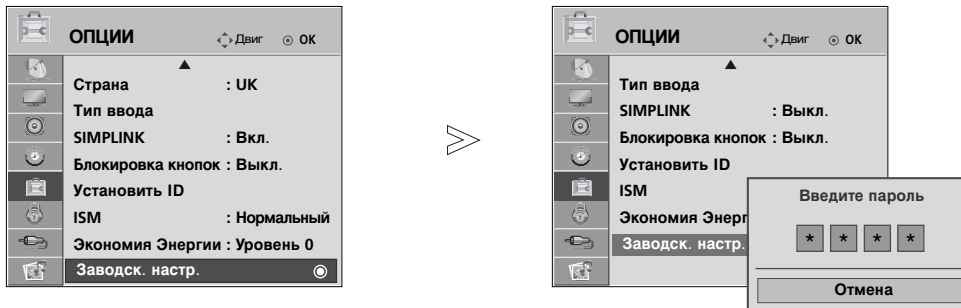 ОПЦИИ Двиг OK
Страна : UK
Тип ввода
SIMPLINK : Вкл.
Блокировка кнопок : Выкл.
Установить ID
ISM : Нормальный
Экономия Энергии : Уровень 0
Заводск. настр.
ОПЦИИ Двиг OK
Тип ввода
SIMPLINK : Выкл.
Блокировка кнопок : Выкл.
Установить ID
ISM
Экономия Энерг
Заводск. настр.
Введите пароль
* * * *
Отмена